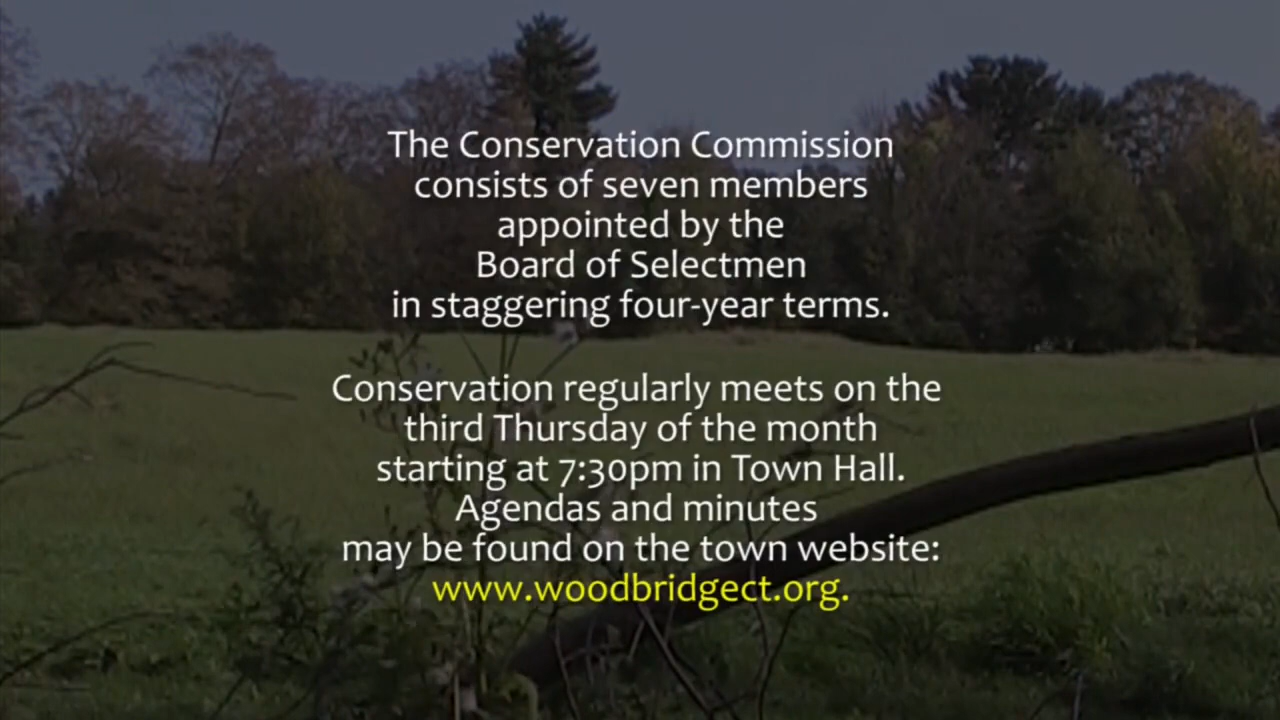 The Conservation Commission
consists of seven members
appointed by the
Board of Selectmen
in staggering four-year terms.
Conservation regularly meets on the
third Thursday of the month
starting at 7:30pm in Town Hall.
Agendas and minutes
may be found on the town website:
www.woodbridgect.org.